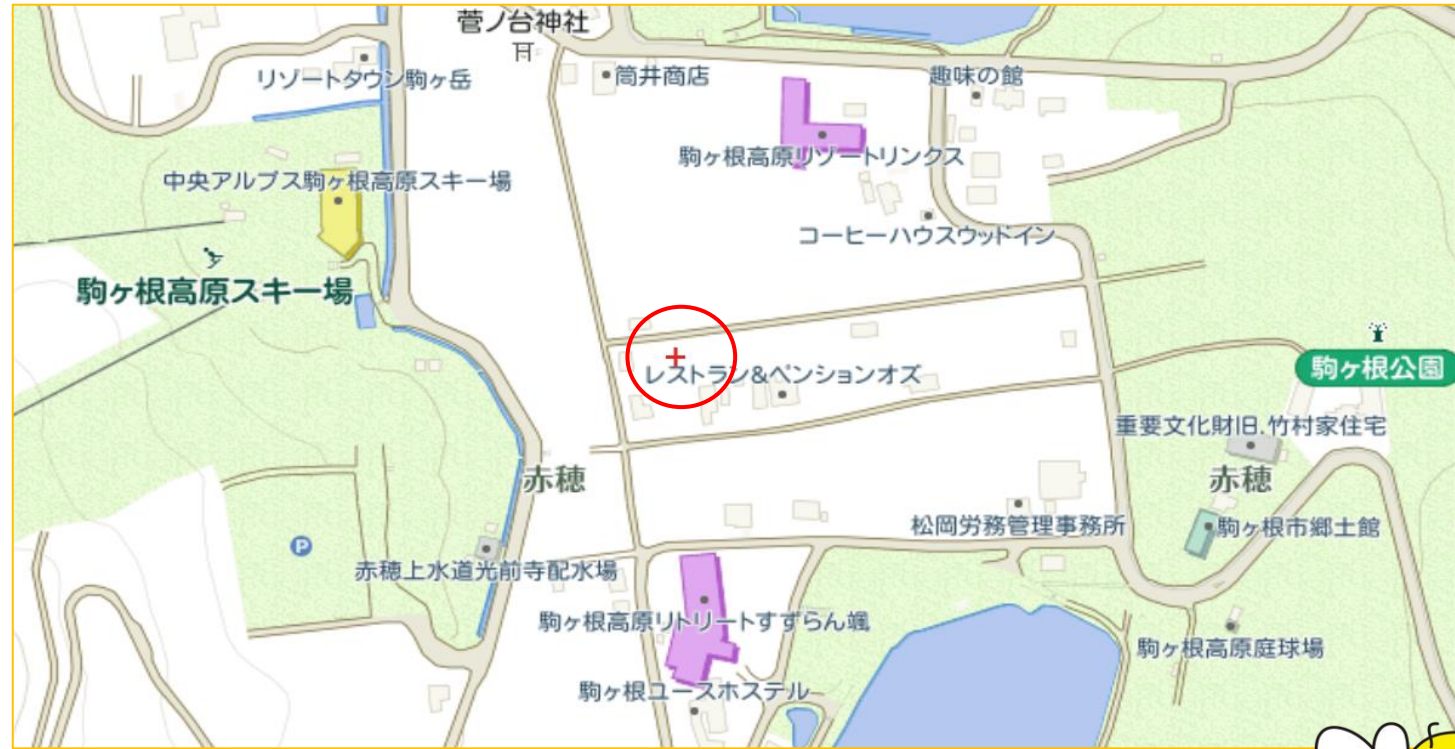 菅ノ台神社
リゾートタウン駒ヶ岳
筒井商店
趣味の館
駒ヶ根高原リゾートリンクス
中央アルプス駒ヶ根高原スキー場
コーヒーハウスウッドイン
駒ヶ根高原スキー場
駒ヶ根公園
レストラン&ペンションオズ
重要文化財旧.竹村家住宅
赤穂
赤穂
松岡労務管理事務所
駒ヶ根市郷土館
P
赤穂上水道光前寺配水場
駒ヶ根高原リトリートすずらん颯
駒ヶ根高原庭球場
駒ヶ根ユースホステル